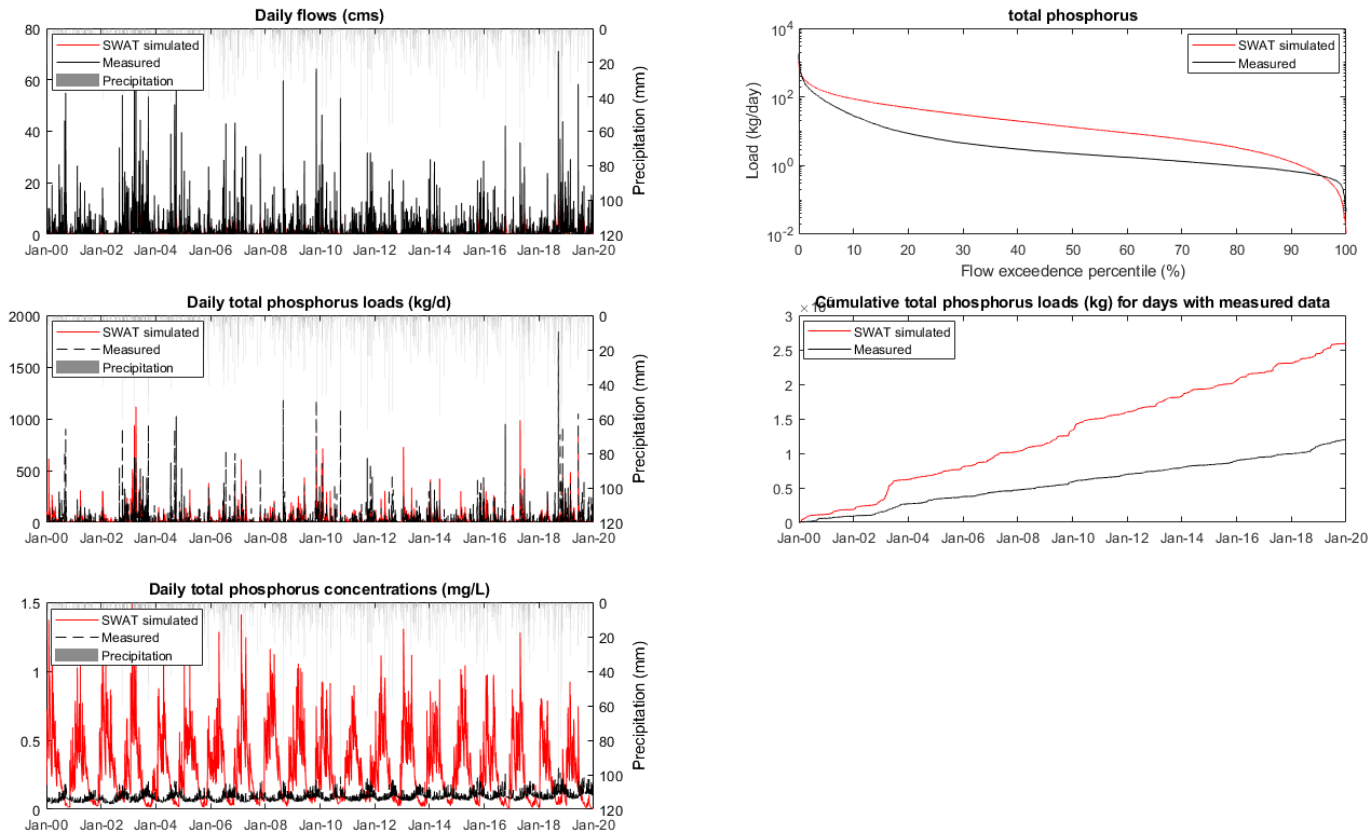 Daily flows (cms)
80
60
40
20
0
SWAT simulated
Measured
Precipitation
0
20
40
60
80
100
120
Precipitation (mm)
Jan-00 Jan-02 Jan-04 Jan-06 Jan-08 Jan-10 Jan-12 Jan-14 Jan-16 Jan-18 Jan-20
total phosphorus
10^4
10^2
10^0
10^-2
Load (kg/day)
SWAT simulated
Measured
0 10 20 30 40 50 60 70 80 90 100
Flow exceedence percentile (%)
Daily total phosphorus loads (kg/d)
2000
1500
1000
500
0
SWAT simulated
Measured
Precipitation
0
20
40
60
80
100
120
Precipitation (mm)
Jan-00 Jan-02 Jan-04 Jan-06 Jan-08 Jan-10 Jan-12 Jan-14 Jan-16 Jan-18 Jan-20
Cumulative total phosphorus loads (kg) for days with measured data
× 10
3
2.5
2
1.5
1
0.5
0
SWAT simulated
Measured
Jan-00 Jan-02 Jan-04 Jan-06 Jan-08 Jan-10 Jan-12 Jan-14 Jan-16 Jan-18 Jan-20
Daily total phosphorus concentrations (mg/L)
1.5
1
0.5
0
SWAT simulated
Measured
Precipitation
0
20
40
60
80
100
120
Precipitation (mm)
Jan-00 Jan-02 Jan-04 Jan-06 Jan-08 Jan-10 Jan-12 Jan-14 Jan-16 Jan-18 Jan-20